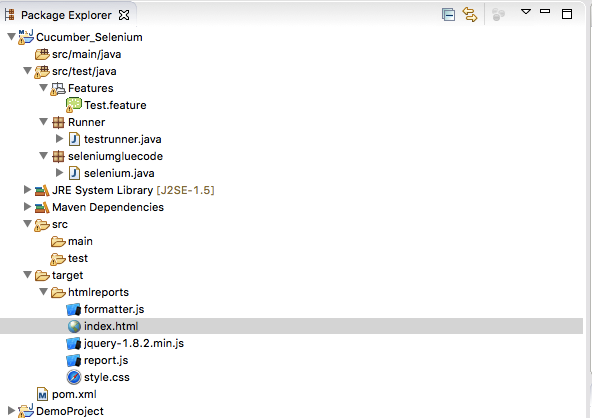 Package Explorer
Cucumber_Selenium
src/main/java
src/test/java
Features
Test.feature
Runner
testrunner.java
seleniumgluecode
selenium.java
JRE System Library [J2SE-1.5]
Maven Dependencies
src
main
test
target
htmlreports
formatter.js
index.html
jquery-1.8.2.min.js
report.js
style.css
pom.xml
DemoProject